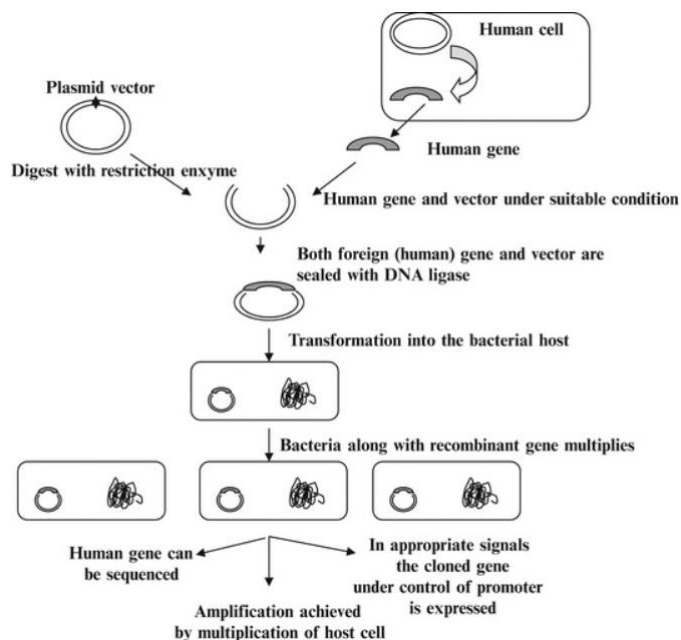 Human cell
Plasmid vector
Human gene
Digest with restriction enxyme
Human gene and vector under suitable condition
Both foreign (human) gene and vector are
sealed with DNA ligase
Transformation into the bacterial host
Bacteria along with recombinant gene multiplies
Human gene can
be sequenced
Amplification achieved
by multiplication of host cell
In appropriate signals
the cloned gene
under control of promoter
is expressed